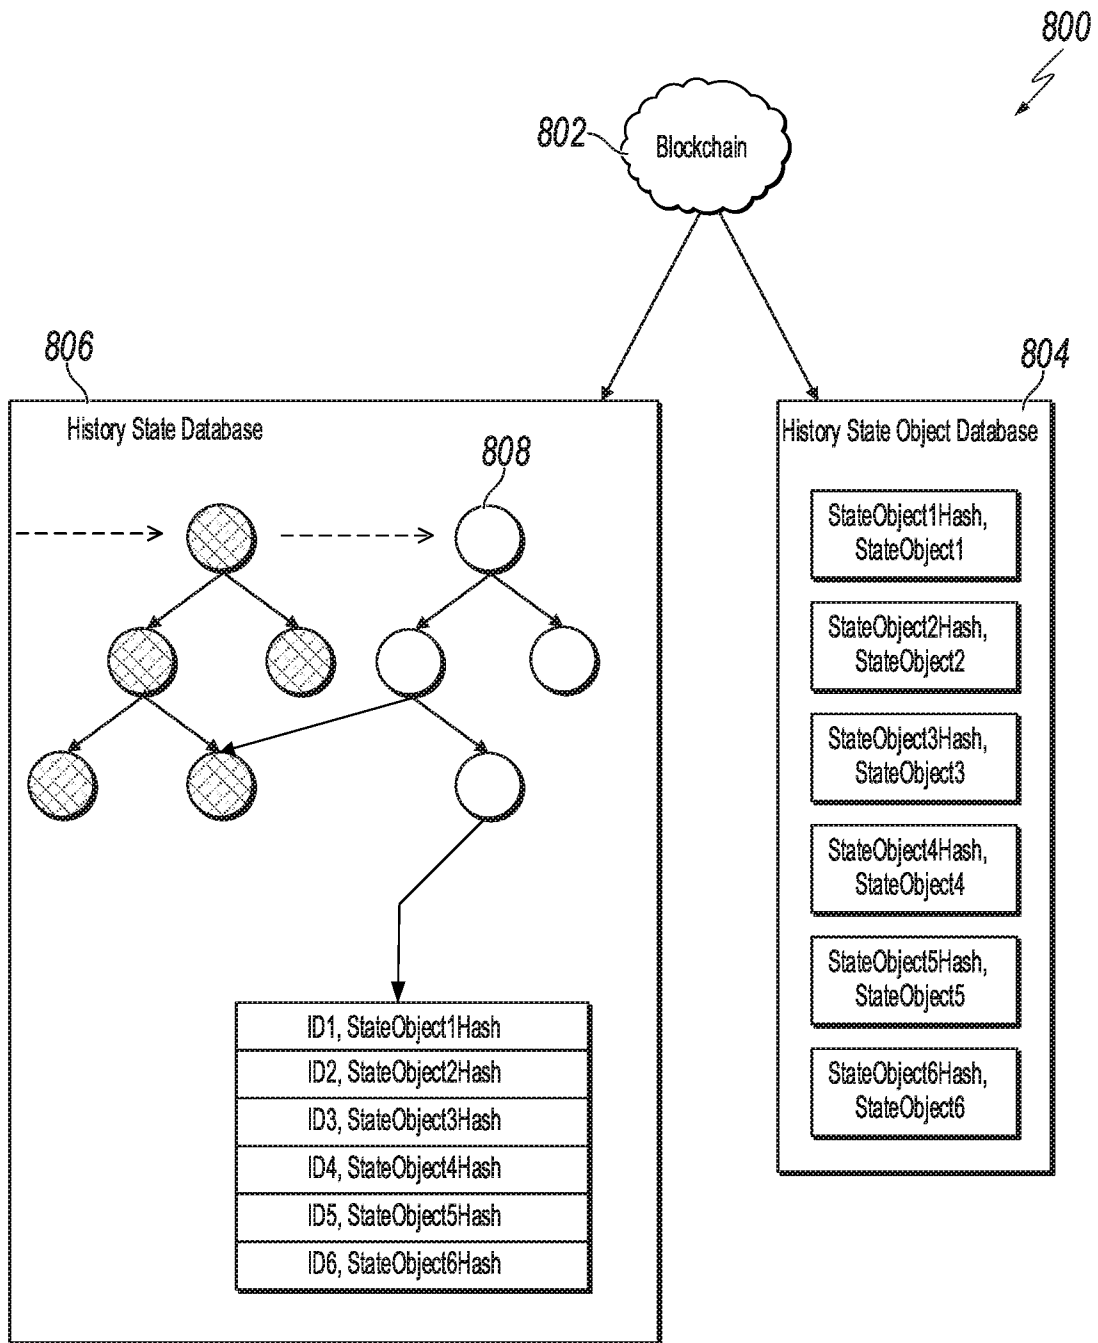 800
802
Blockchain
806
804
History State Database
History State Object Database
808
StateObject1Hash,
StateObject1
StateObject2Hash,
StateObject2
StateObject3Hash,
StateObject3
StateObject4Hash,
StateObject4
StateObject5Hash,
StateObject5
StateObject6Hash,
StateObject6
ID1, StateObject1Hash
ID2, StateObject2Hash
ID3, StateObject3Hash
ID4, StateObject4Hash
ID5, StateObject5Hash
ID6, StateObject6Hash